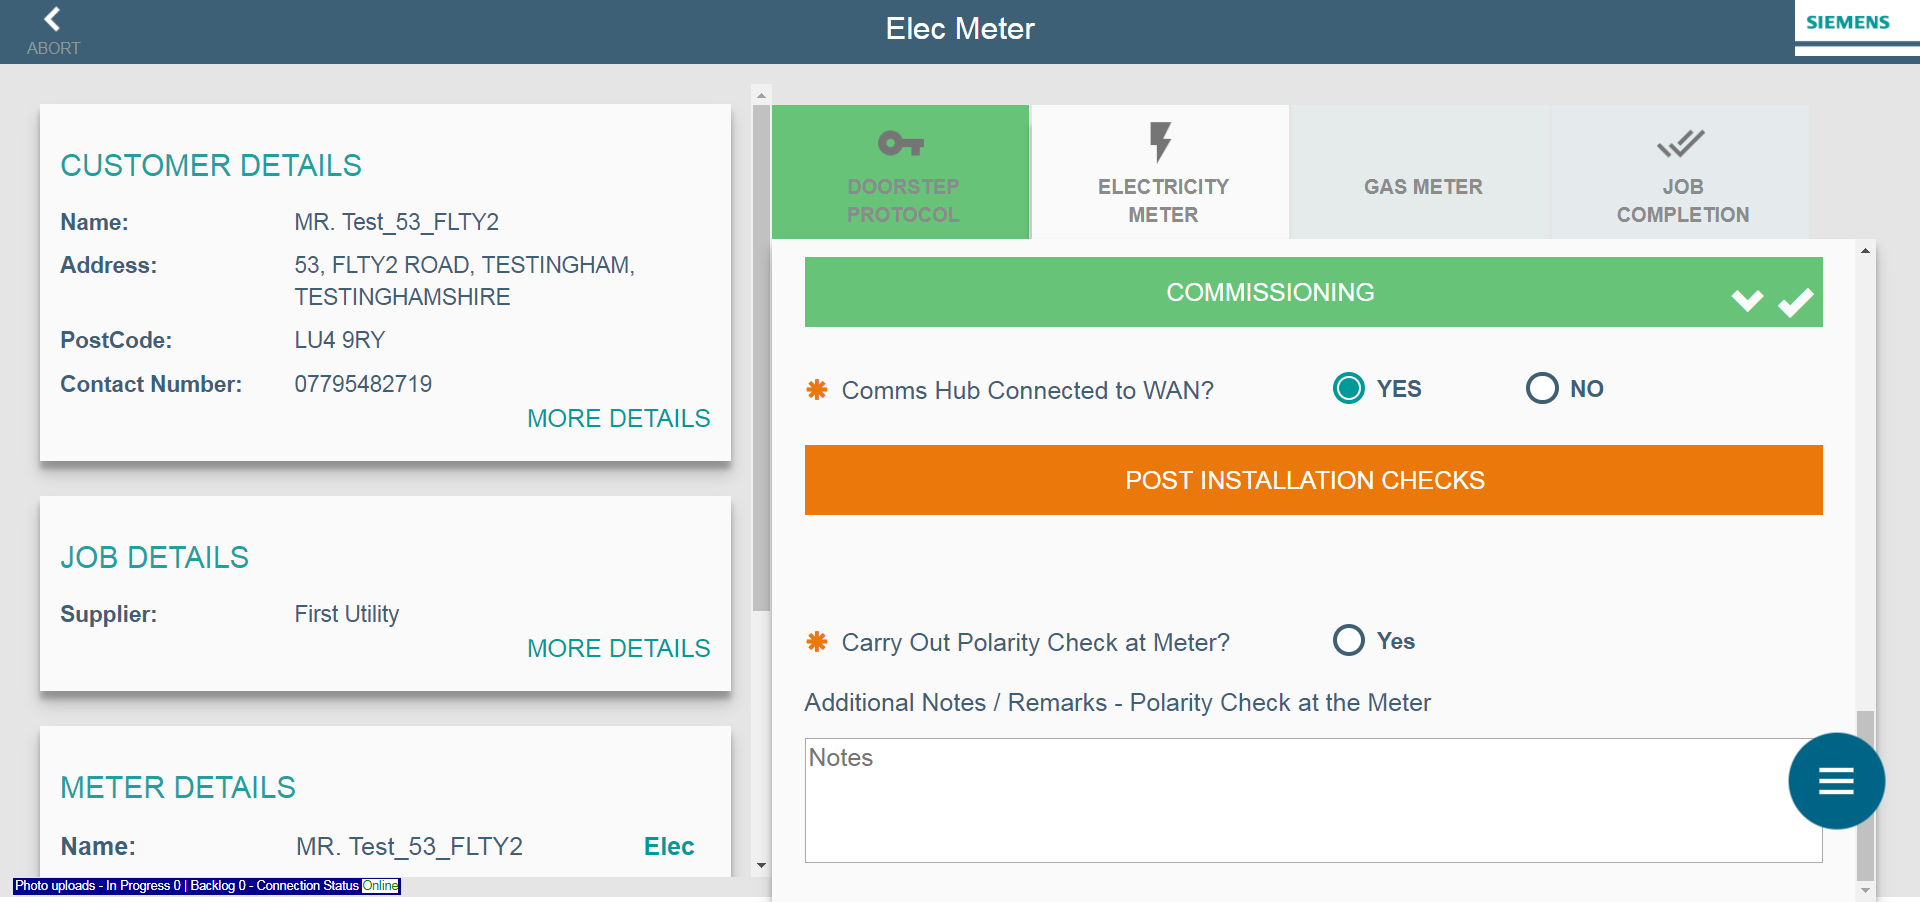 ABORT
Elec Meter
SIEMENS
CUSTOMER DETAILS
Name: MR. Test_53_FLTY2
Address: 53, FLTY2 ROAD, TESTINGHAM,
TESTINGHAMSHIRE
PostCode: LU4 9RY
Contact Number: 07795482719
MORE DETAILS
JOB DETAILS
Supplier: First Utility
MORE DETAILS
METER DETAILS
Name: MR. Test_53_FLTY2 Elec
Photo uploads - In Progress 0 | Backlog 0 - Connection Status Online
DOORSTEP
PROTOCOL
ELECTRICITY
METER
GAS METER
JOB
COMPLETION
COMMISSIONING
Comms Hub Connected to WAN? YES NO
POST INSTALLATION CHECKS
Carry Out Polarity Check at Meter? Yes
Additional Notes / Remarks - Polarity Check at the Meter
Notes